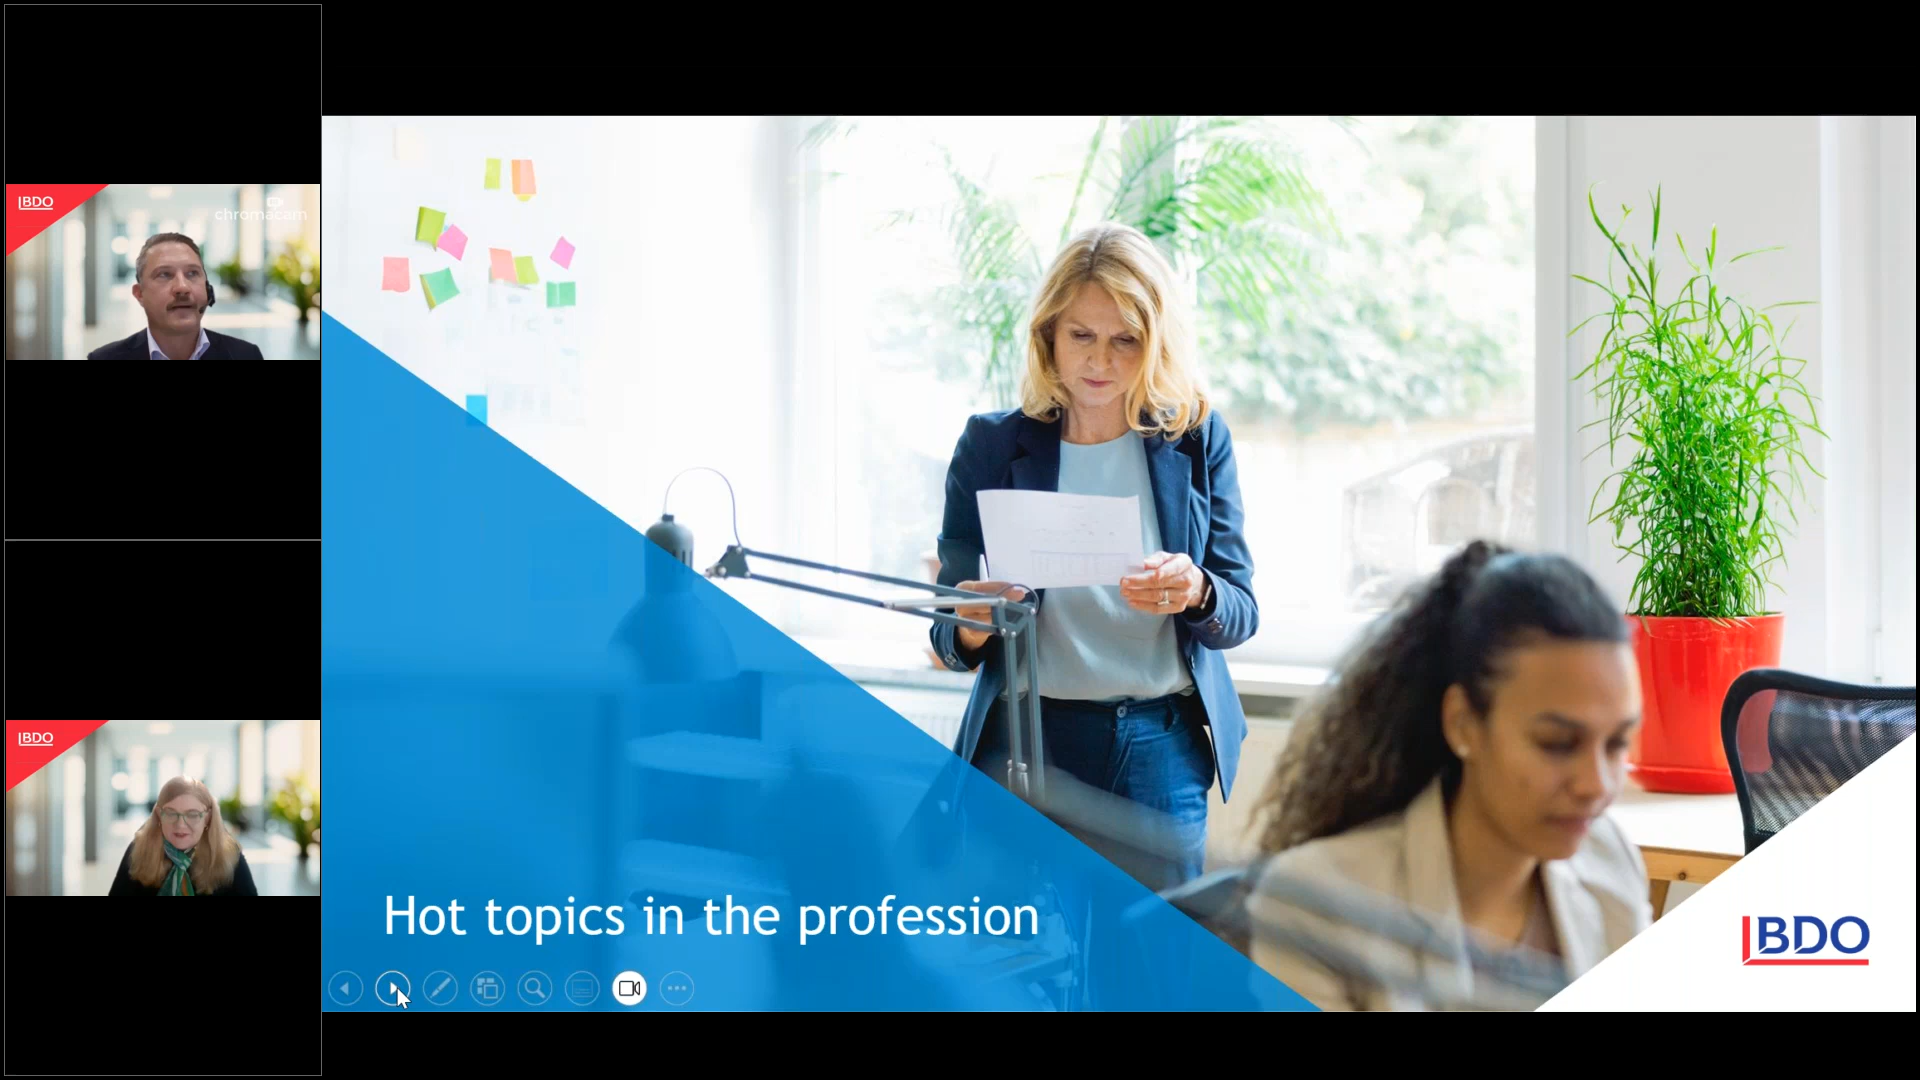 BDO
chromacam
BDO
Hot topics in the profession
BDO